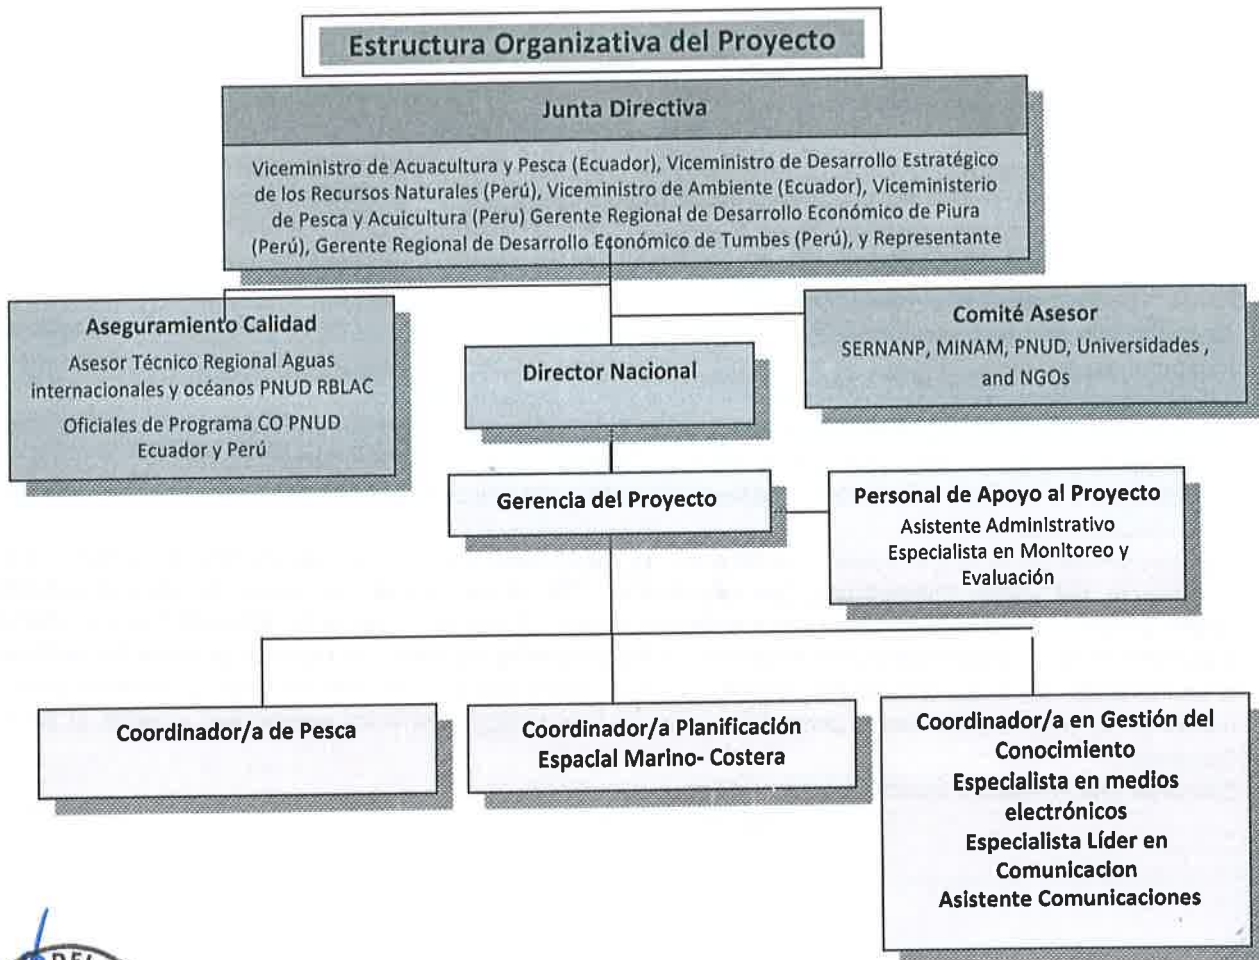 Estructura Organizativa del Proyecto
Junta Directiva
Viceministro de Acuacultura y Pesca (Ecuador), Viceministro de Desarrollo Estratégico
de los Recursos Naturales (Perú), Viceministro de Ambiente (Ecuador), Viceministerio
de Pesca y Acuicultura (Peru) Gerente Regional de Desarrollo Económico de Piura
(Perú), Gerente Regional de Desarrollo Económico de Tumbes (Perú), y Representante
Aseguramiento Calidad
Asesor Técnico Regional Aguas
internacionales y océanos PNUD RBLAC
Oficiales de Programa CO PNUD
Ecuador y Perú
Director Nacional
Comité Asesor
SERNANP, MINAM, PNUD, Universidades ,
and NGOs
Gerencia del Proyecto
Personal de Apoyo al Proyecto
Asistente Administrativo
Especialista en Monitoreo y
Evaluación
Coordinador/a de Pesca
Coordinador/a Planificación
Espacial Marino- Costera
Coordinador/a en Gestión del
Conocimiento
Especialista en medios
electrónicos
Especialista Líder en
Comunicacion
Asistente Comunicaciones
DEL